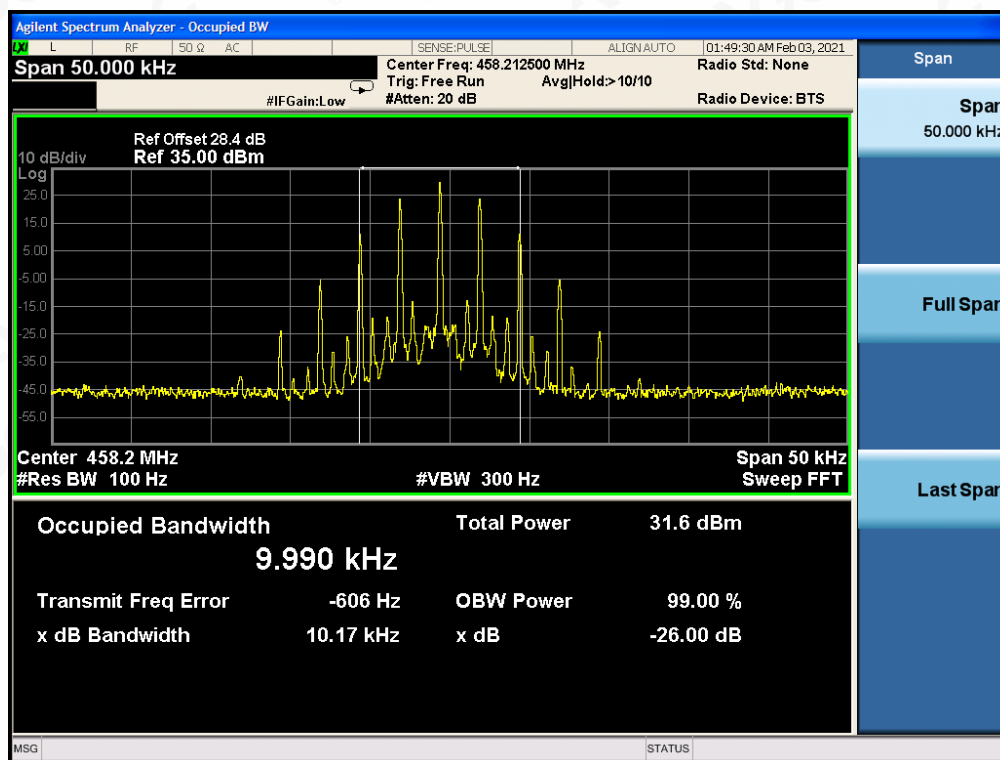 Agilent Spectrum Analyzer - Occupied BW
LXI L RF 50 Ω AC SENSE:PULSE ALIGN AUTO 01:49:30 AM Feb 03, 2021
Span 50.000 kHz Center Freq: 458.212500 MHz Radio Std: None
Trig: Free Run Avg|Hold:>10/10
#IFGain:Low #Atten: 20 dB Radio Device: BTS
Ref Offset 28.4 dB
10 dB/div Ref 35.00 dBm
Log
25.0
15.0
5.00
-5.00
-15.0
-25.0
-35.0
-45.0
-55.0
Center 458.2 MHz Span 50 kHz
#Res BW 100 Hz #VBW 300 Hz Sweep FFT
Occupied Bandwidth Total Power 31.6 dBm
9.990 kHz
Transmit Freq Error -606 Hz OBW Power 99.00 %
x dB Bandwidth 10.17 kHz x dB -26.00 dB
MSG STATUS
Span
Span
50.000 kHz
Full Span
Last Span